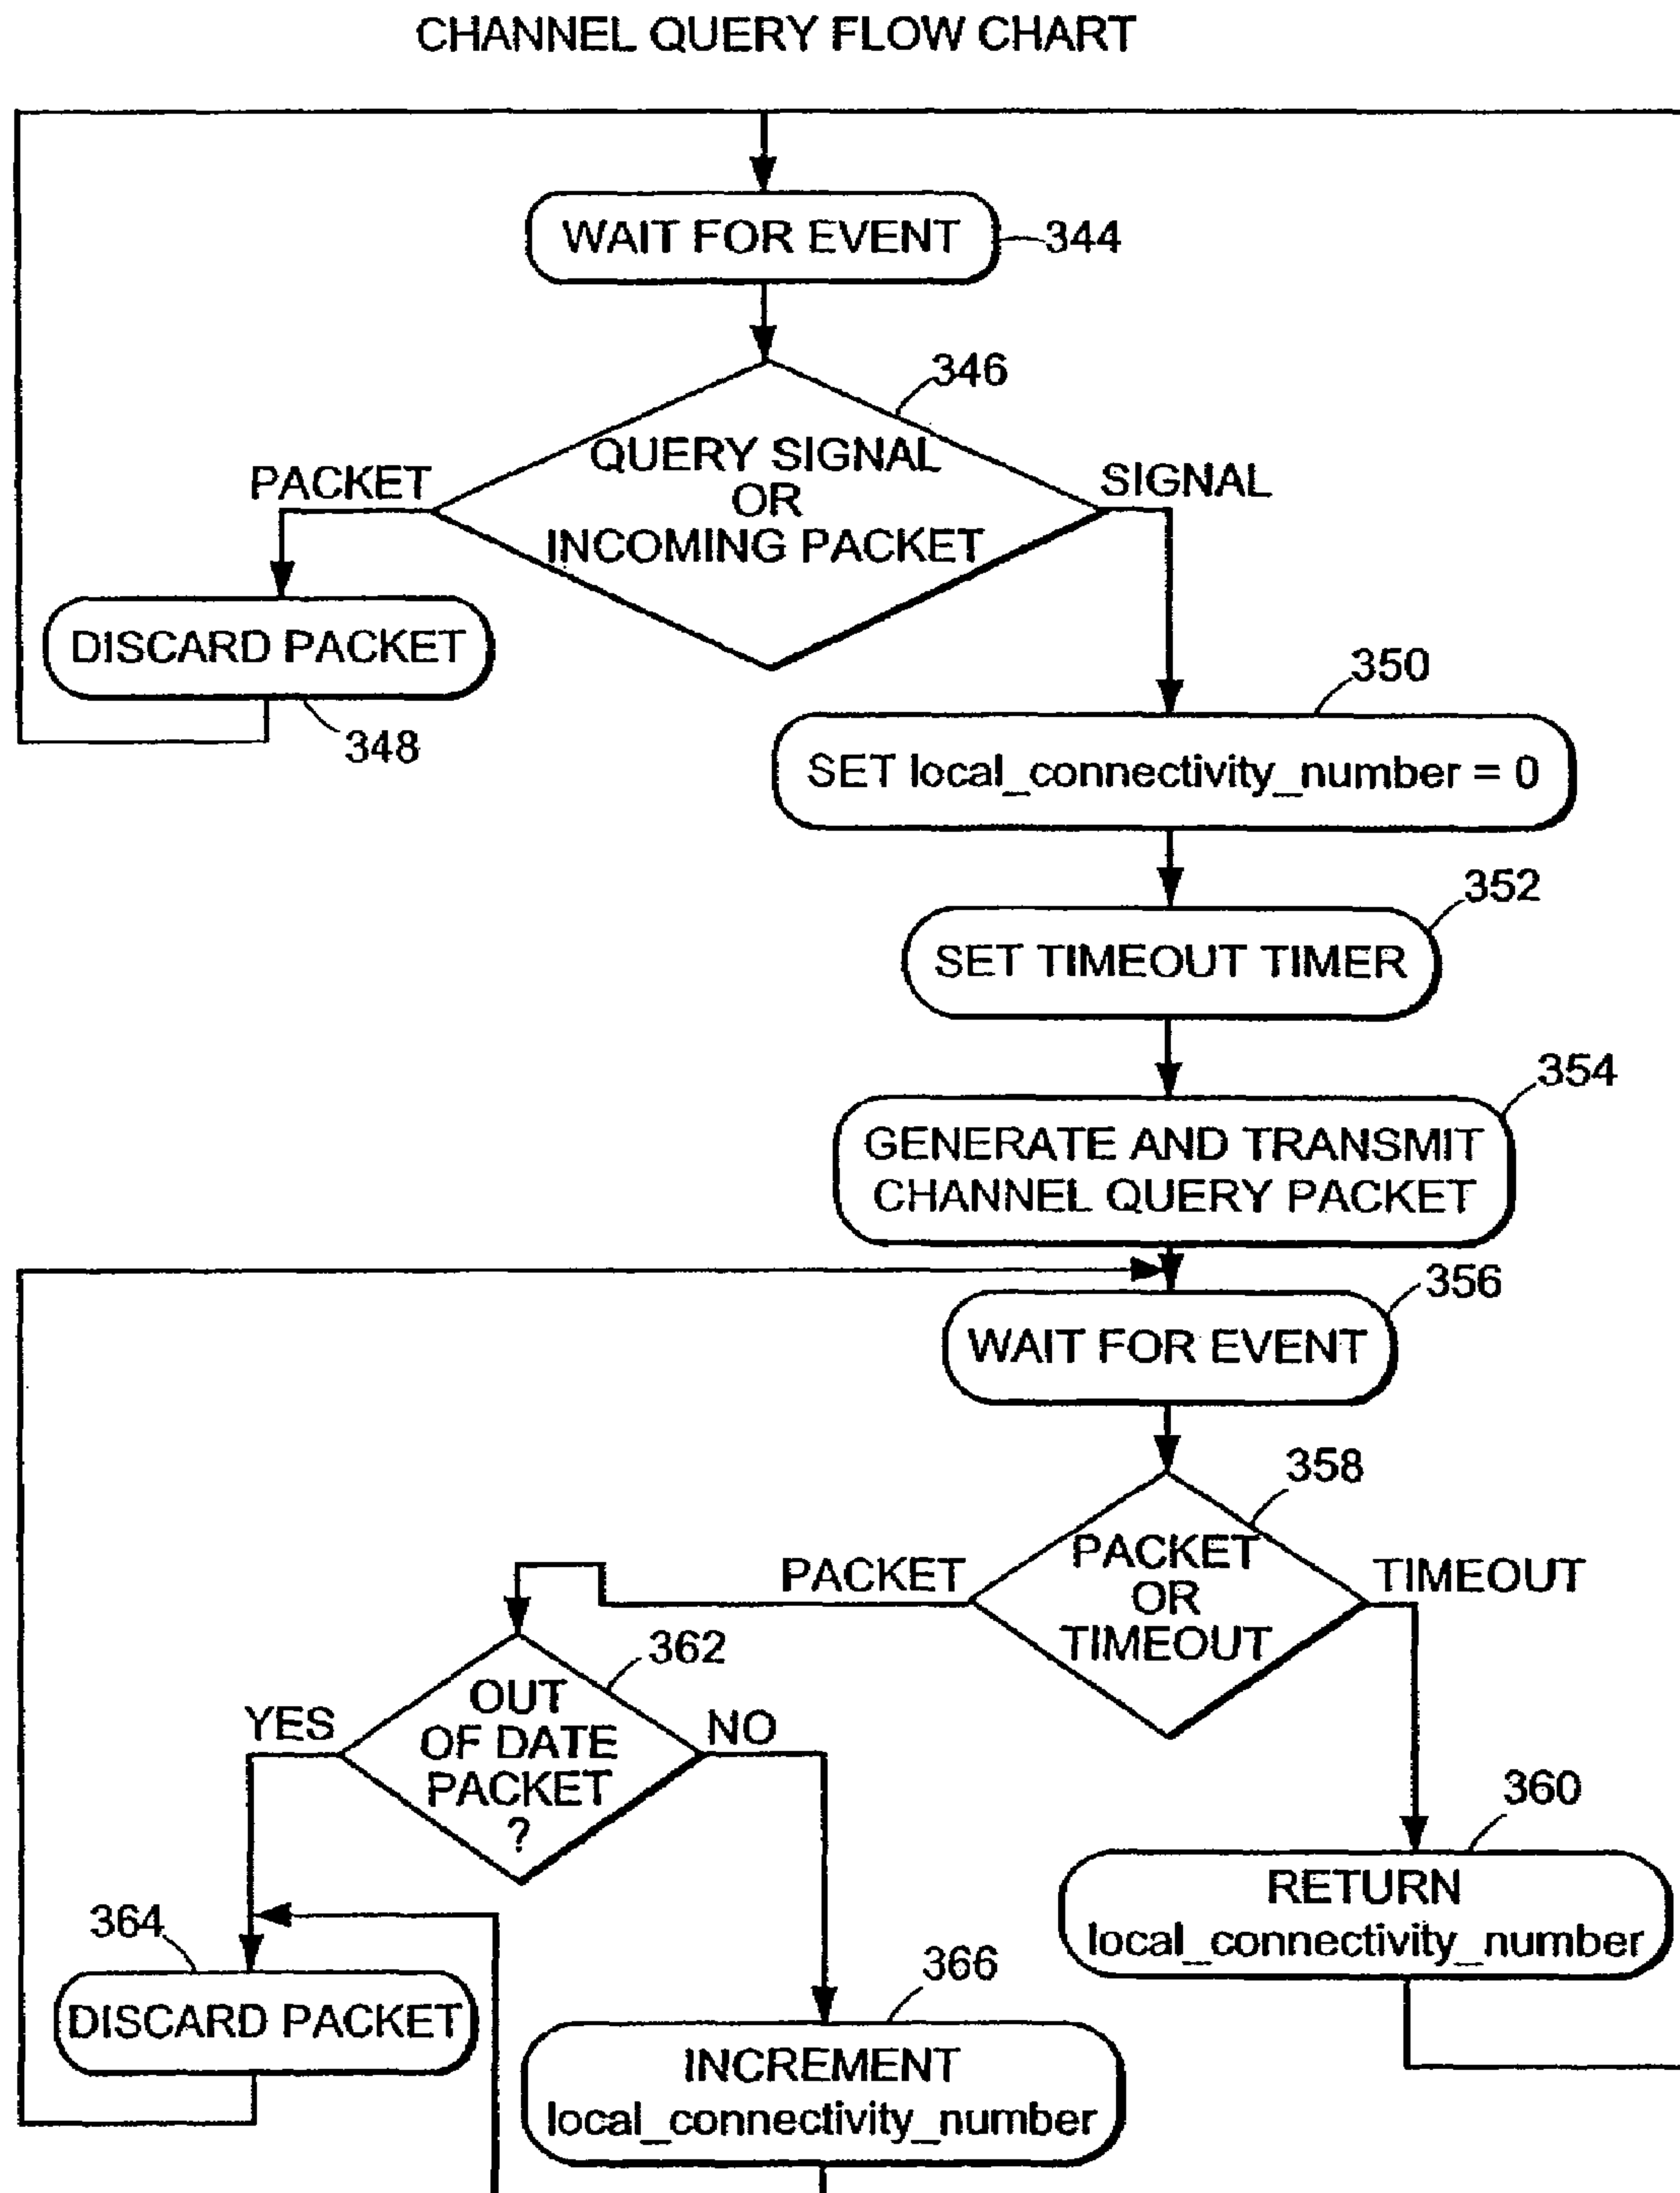 CHANNEL QUERY FLOW CHART
WAIT FOR EVENT
344
346
QUERY SIGNAL
OR
INCOMING PACKET
PACKET
SIGNAL
DISCARD PACKET
348
350
SET local_connectivity_number = 0
352
SET TIMEOUT TIMER
354
GENERATE AND TRANSMIT
CHANNEL QUERY PACKET
356
WAIT FOR EVENT
358
PACKET
OR
TIMEOUT
PACKET
TIMEOUT
362
OUT
OF DATE
PACKET
?
YES
NO
360
RETURN
local_connectivity_number
364
DISCARD PACKET
366
INCREMENT
local_connectivity_number